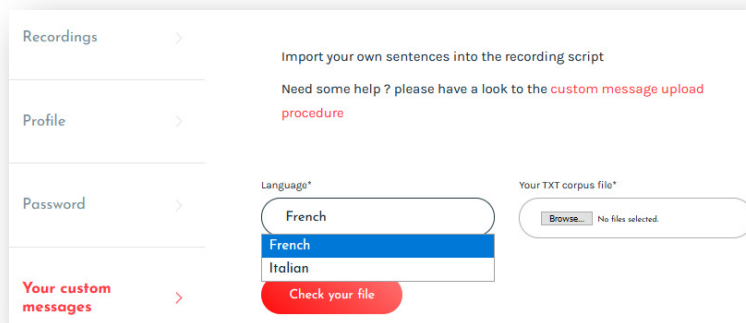 Recordings
Import your own sentences into the recording script
Need some help ? please have a look to the custom message upload
procedure
Profile
Password
Language*
Your TXT corpus file*
French
Browse... No files selected.
French
Italian
Your custom
messages
Check your file